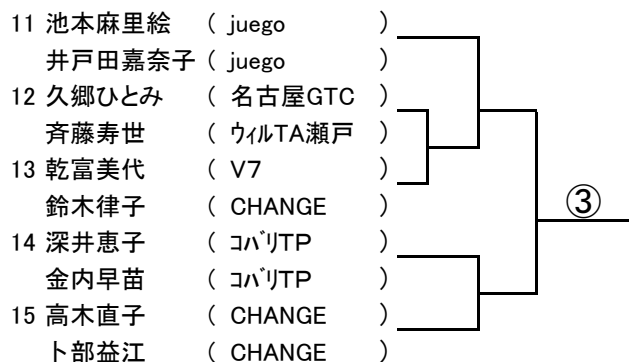 11 池本麻里絵 ( juego )
井戸田嘉奈子 ( juego )
12 久郷ひとみ ( 名古屋GTC )
斉藤寿世 ( ウィルTA瀬戸 )
13 乾富美代 ( V7 )
鈴木律子 ( CHANGE )
③
14 深井恵子 ( コバリTP )
金内早苗 ( コバリTP )
15 高木直子 ( CHANGE )
卜部益江 ( CHANGE )